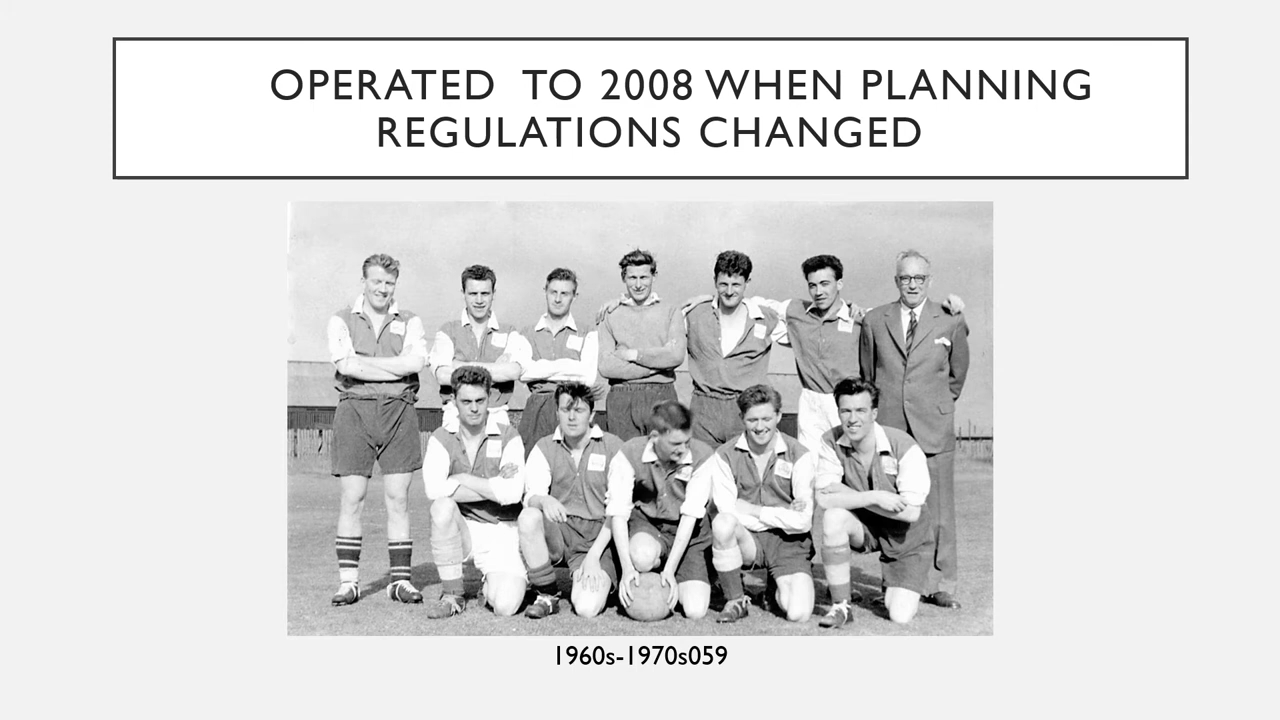 OPERATED TO 2008 WHEN PLANNING
REGULATIONS CHANGED
1960s-1970s059